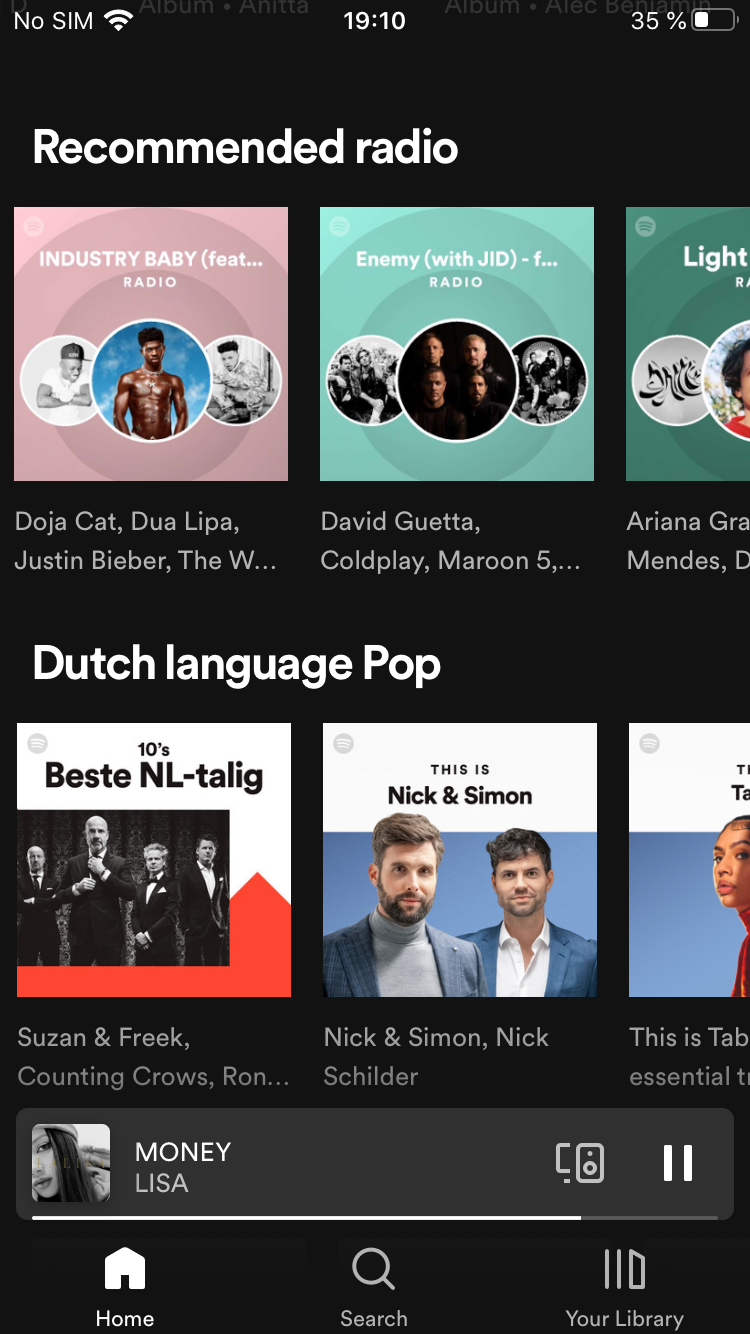 Album • Anitta
Album • Alec Benjamin
No SIM
19:10
35 %
Recommended radio
INDUSTRY BABY (feat...
RADIO
Enemy (with JID) - f...
RADIO
Light
Doja Cat, Dua Lipa,
Justin Bieber, The W...
David Guetta,
Coldplay, Maroon 5,...
Ariana Gra
Mendes, D
Dutch language Pop
10's
Beste NL-talig
THIS IS
Nick & Simon
Ta
Suzan & Freek,
Counting Crows, Ron...
Nick & Simon, Nick
Schilder
This is Tab
essential t
MONEY
LISA
Home
Search
Your Library